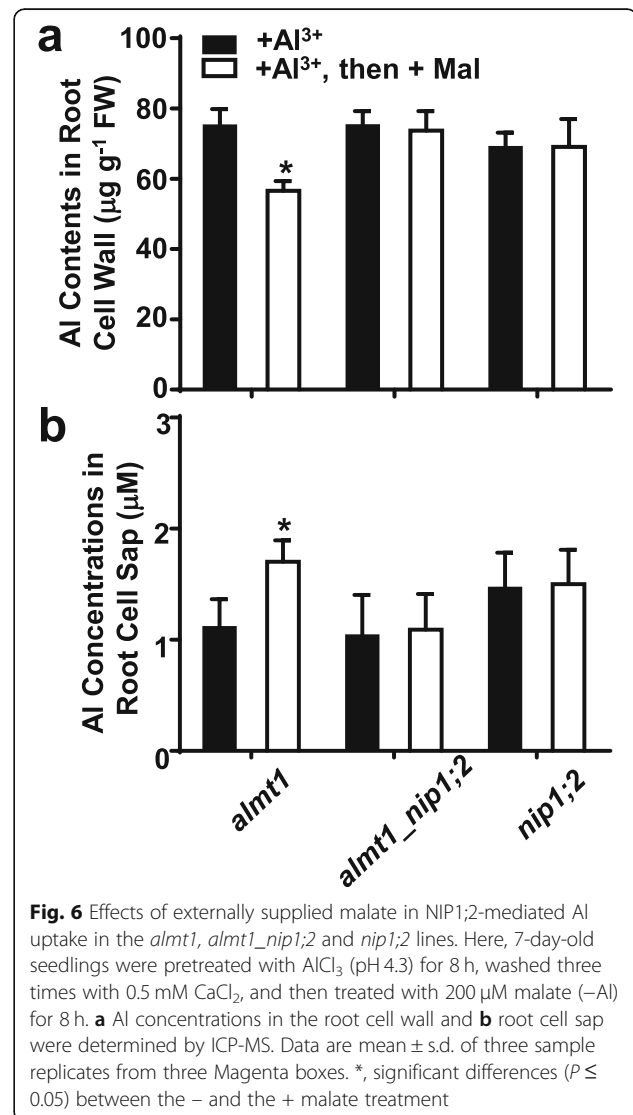 a
100
80
60
40
20
0
Al Contents in Root
Cell Wall (µg g⁻¹ FW)
+Al³⁺
+Al³⁺, then + Mal
*
b
3
2
1
0
Al Concentrations in
Root Cell Sap (µM)
*
almt1
almt1_nip1;2
nip1;2
Fig. 6 Effects of externally supplied malate in NIP1;2-mediated Al
uptake in the almt1, almt1_nip1;2 and nip1;2 lines. Here, 7-day-old
seedlings were pretreated with AlCl₃ (pH 4.3) for 8 h, washed three
times with 0.5 mM CaCl₂, and then treated with 200 µM malate (−Al)
for 8 h. a Al concentrations in the root cell wall and b root cell sap
were determined by ICP-MS. Data are mean ± s.d. of three sample
replicates from three Magenta boxes. *, significant differences (P ≤
0.05) between the – and the + malate treatment